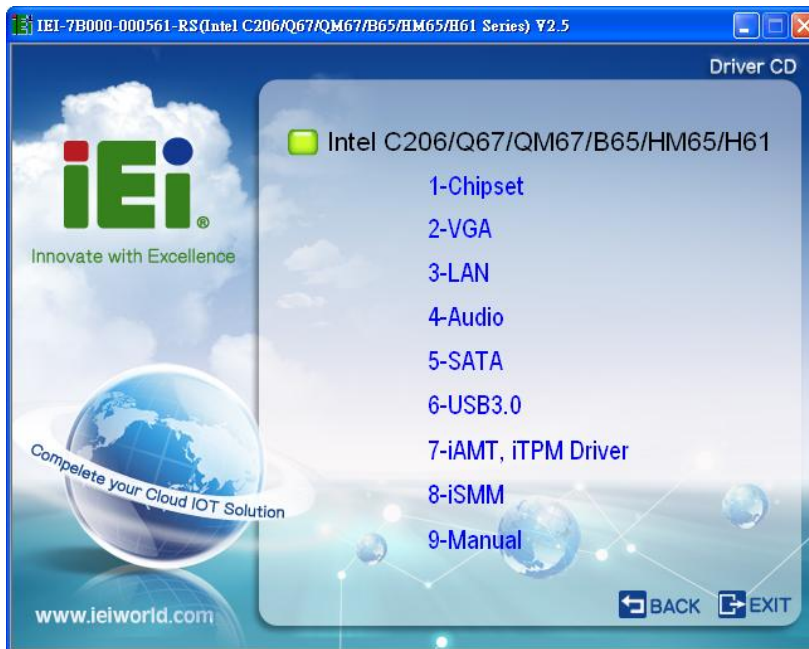 IEI-7B000-000561-RS(Intel C206/Q67/QM67/B65/HM65/H61 Series) V2.5
Driver CD
iEi®
Innovate with Excellence
Intel C206/Q67/QM67/B65/HM65/H61
1-Chipset
2-VGA
3-LAN
4-Audio
5-SATA
6-USB3.0
7-iAMT, iTPM Driver
8-iSMM
9-Manual
Compelete your Cloud IOT Solution
www.ieiworld.com
BACK EXIT